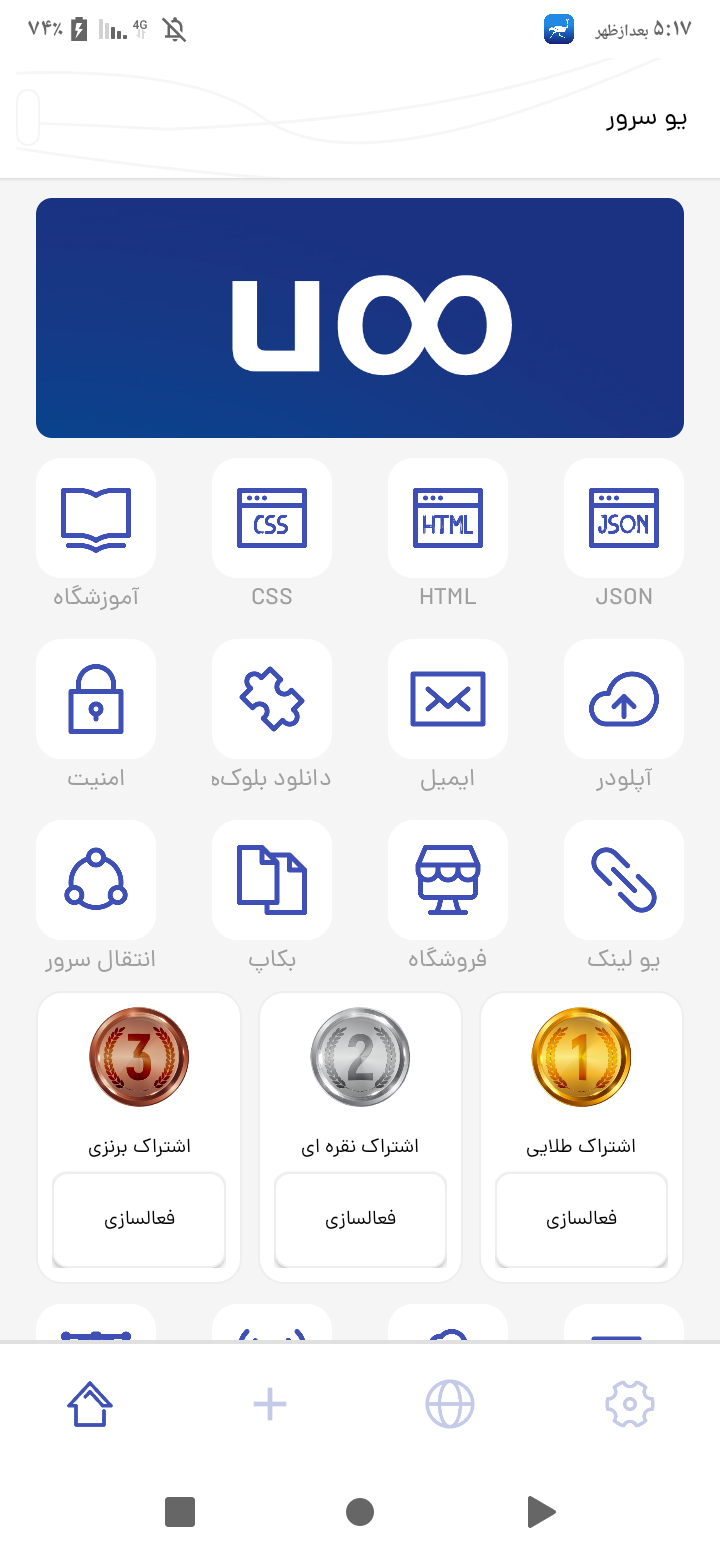 ۵:۱۷ بعدازظهر
4G
۷۴٪
یو سرور
uoo
JSON
HTML
CSS
آموزشگاه
JSON
HTML
CSS
آموزشگاه
آپلودر
ایمیل
دانلود بلوک‌ه
امنیت
یو لینک
فروشگاه
بکاپ
انتقال سرور
1
2
3
اشتراک طلایی
اشتراک نقره ای
اشتراک برنزی
فعالسازی
فعالسازی
فعالسازی